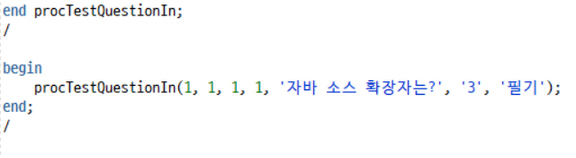 end procTestQuestionIn;
/
begin
procTestQuestionIn(1, 1, 1, 1, '자바 소스 확장자는?', '3', '필기');
end;
/